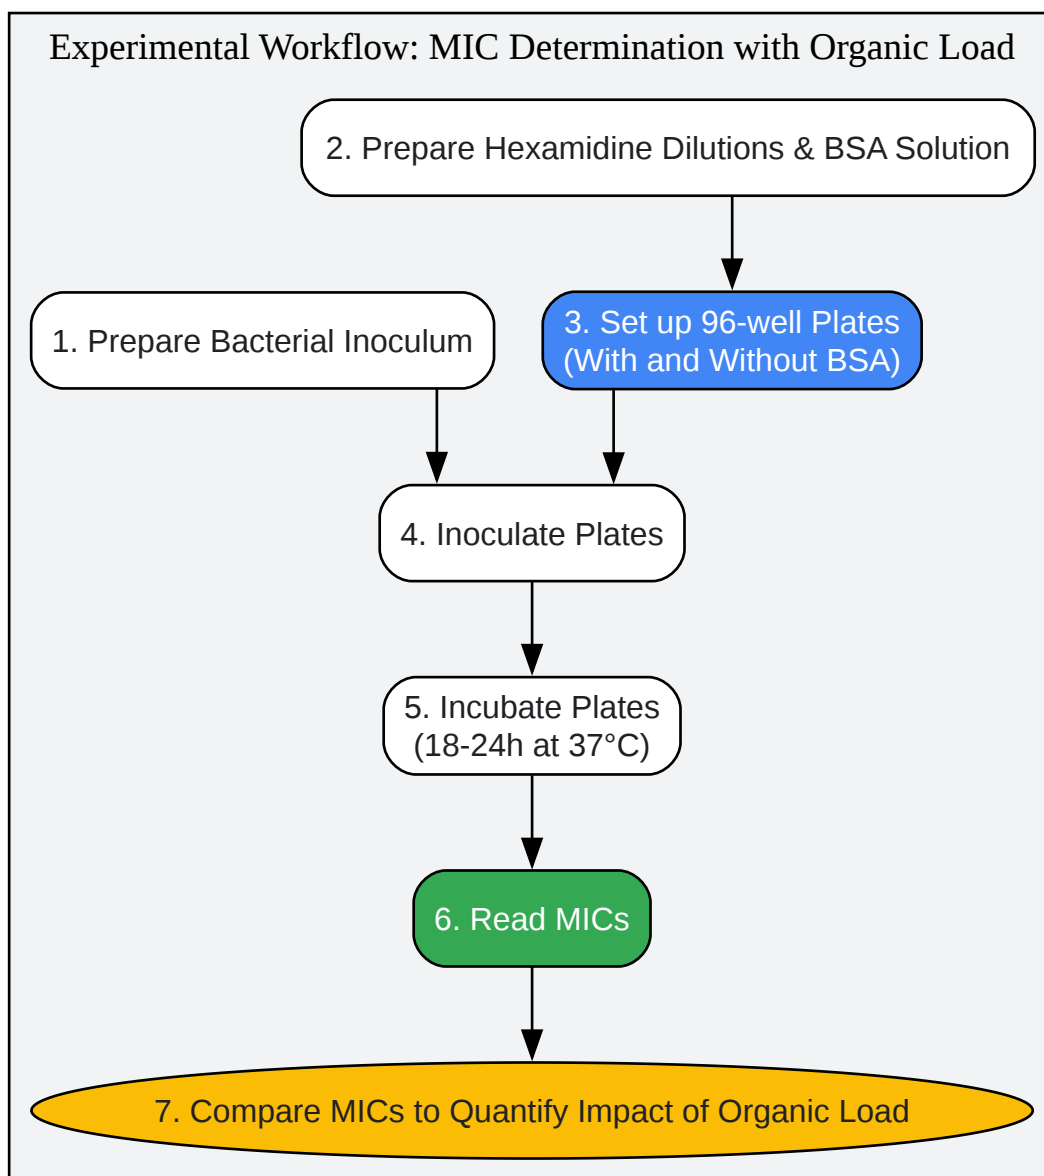 Experimental Workflow: MIC Determination with Organic Load
2. Prepare Hexamidine Dilutions & BSA Solution
1. Prepare Bacterial Inoculum
3. Set up 96-well Plates
(With and Without BSA)
4. Inoculate Plates
5. Incubate Plates
(18-24h at 37°C)
6. Read MICs
7. Compare MICs to Quantify Impact of Organic Load